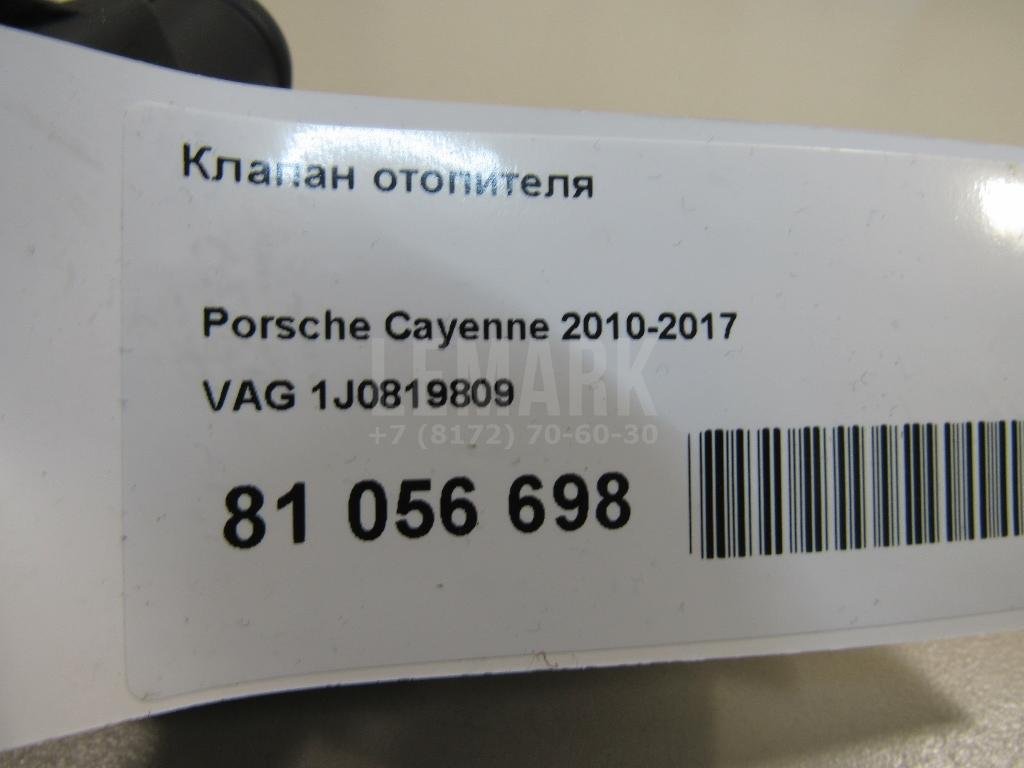 Клапан отопителя
Porsche Cayenne 2010-2017
LEMARK
VAG 1J0819809
+7 (8172) 70-60-30
81 056 698